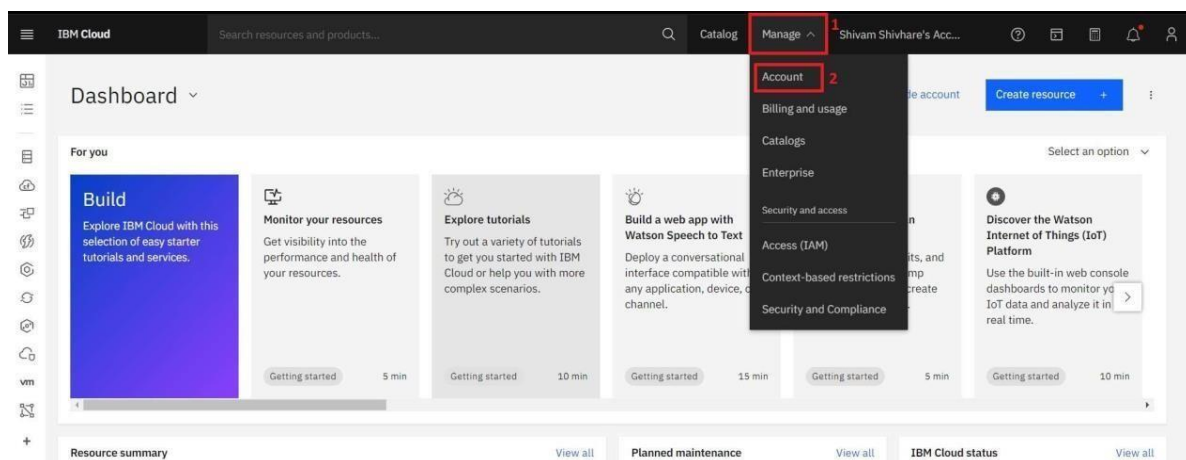 IBM Cloud
Search resources and products...
Catalog
Manage
1
Shivam Shivhare's Acc...
Account
2
Billing and usage
Catalogs
Enterprise
Security and access
Access (IAM)
Context-based restrictions
Security and Compliance
Dashboard
account
Create resource +
For you
Select an option
Build
Explore IBM Cloud with this
selection of easy starter
tutorials and services.
Monitor your resources
Get visibility into the
performance and health of
your resources.
Getting started 5 min
Explore tutorials
Try out a variety of tutorials
to get you started with IBM
Cloud or help you with more
complex scenarios.
Getting started 10 min
Build a web app with
Watson Speech to Text
Deploy a conversational
interface compatible with
any application, device,
channel.
Getting started 15 min
Getting started 5 min
Discover the Watson
Internet of Things (IoT)
Platform
Use the built-in web console
dashboards to monitor
IoT data and analyze it in
real time.
Getting started 10 min
vm
Resource summary
View all
Planned maintenance
View all
IBM Cloud status
View all